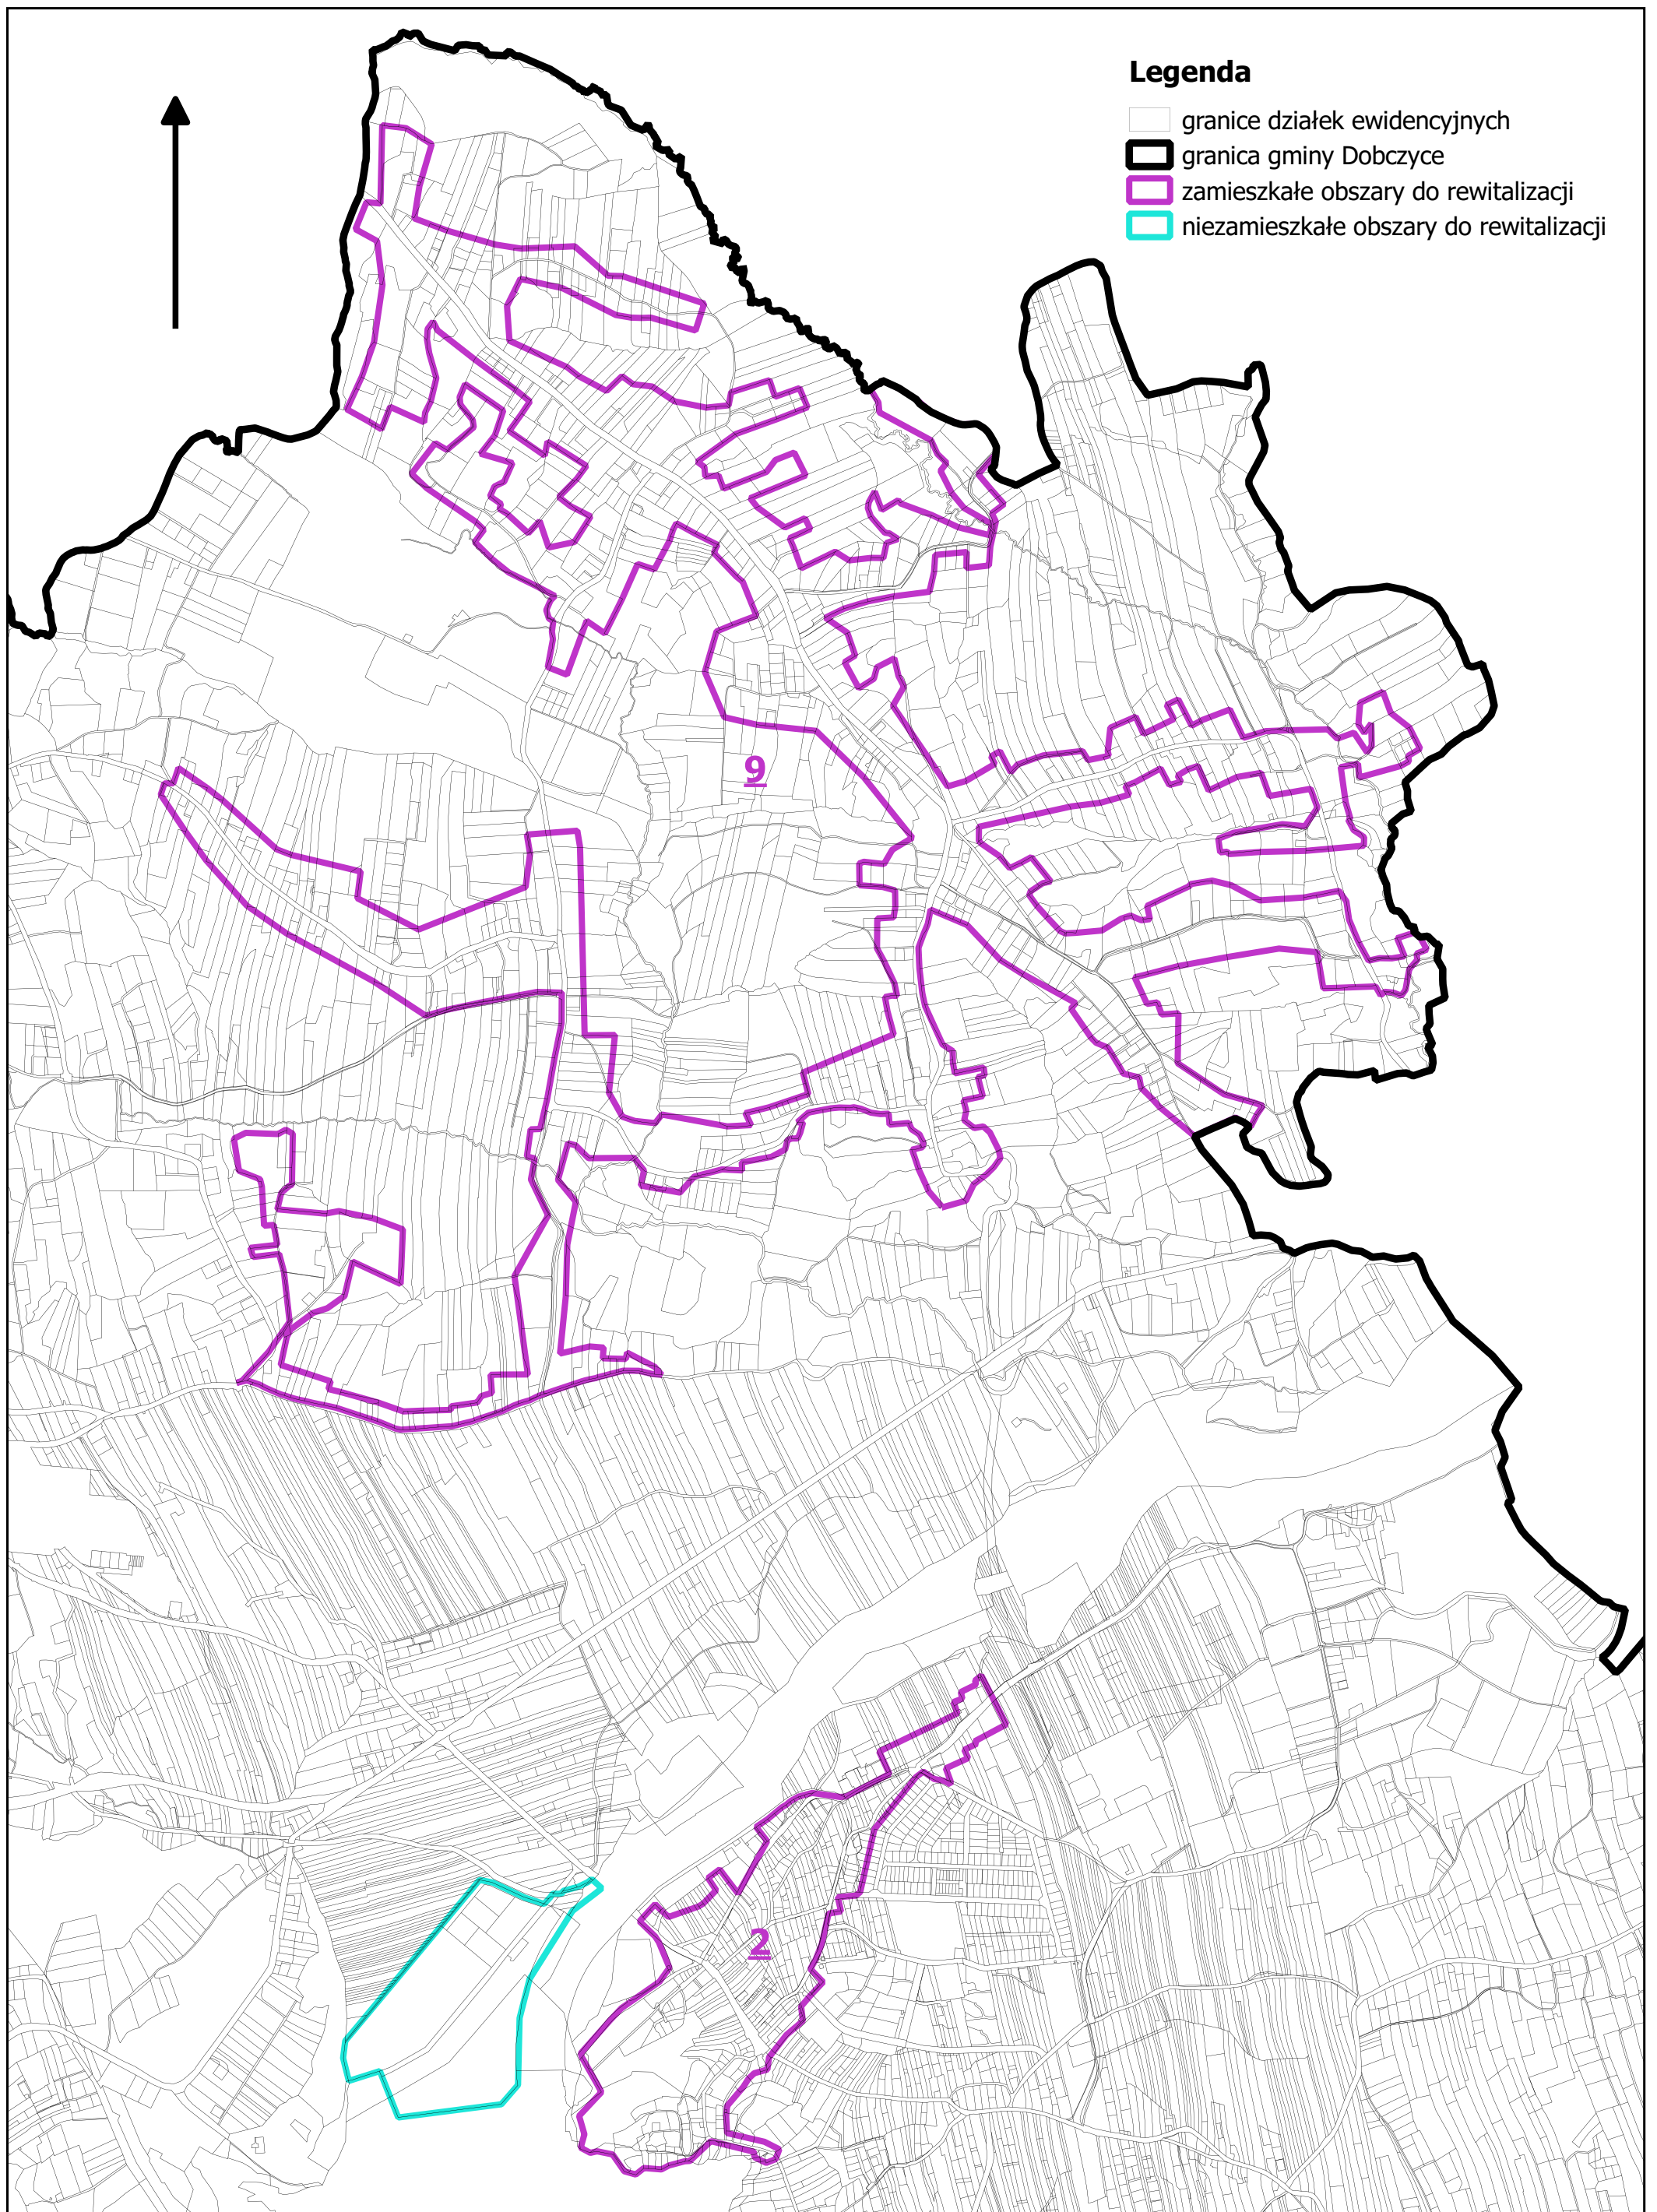 Legenda
granice działek ewidencyjnych
granica gminy Dobczyce
zamieszkałe obszary do rewitalizacji
niezamieszkałe obszary do rewitalizacji
9
2